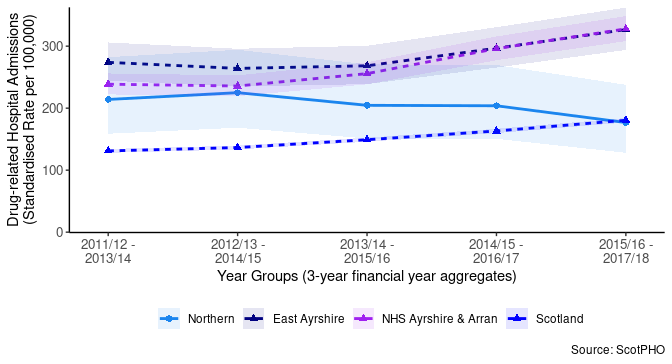 Drug-related Hospital Admissions
(Standardised Rate per 100,000)
300
200
100
0
2011/12 -
2013/14
2012/13 -
2014/15
2013/14 -
2015/16
2014/15 -
2016/17
2015/16 -
2017/18
Year Groups (3-year financial year aggregates)
Northern
East Ayrshire
NHS Ayrshire & Arran
Scotland
Source: ScotPHO